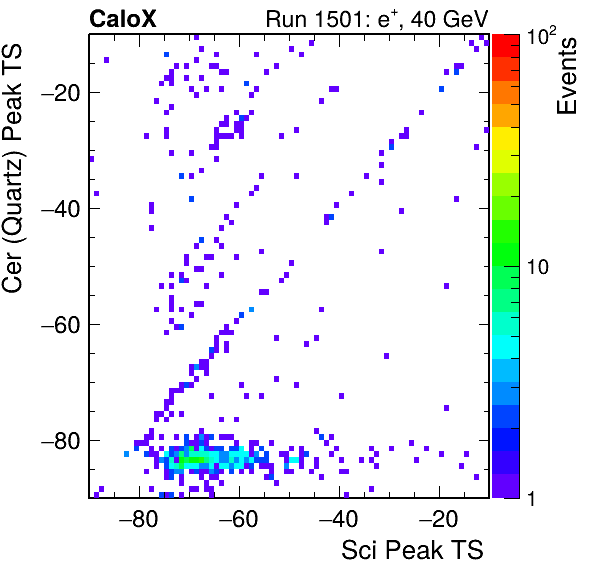 CaloX Run 1501: e⁺, 40 GeV
Cer (Quartz) Peak TS
−20
−40
−60
−80
−80 −60 −40 −20
Sci Peak TS
10²
10
1
Events